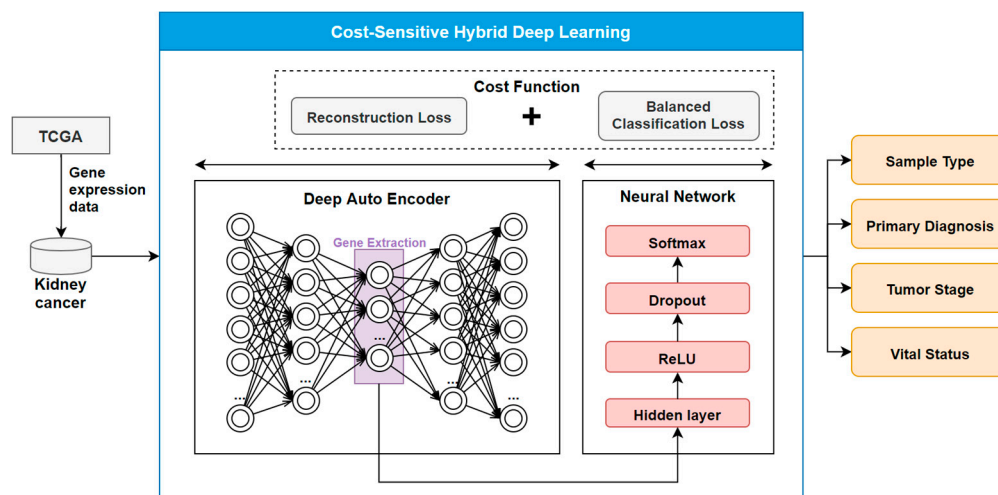 Cost-Sensitive Hybrid Deep Learning
Cost Function
Reconstruction Loss
+
Balanced
Classification Loss
TCGA
Gene
expression
data
Kidney
cancer
Deep Auto Encoder
Gene Extraction
...
...
...
...
...
Neural Network
Softmax
Dropout
ReLU
Hidden layer
Sample Type
Primary Diagnosis
Tumor Stage
Vital Status